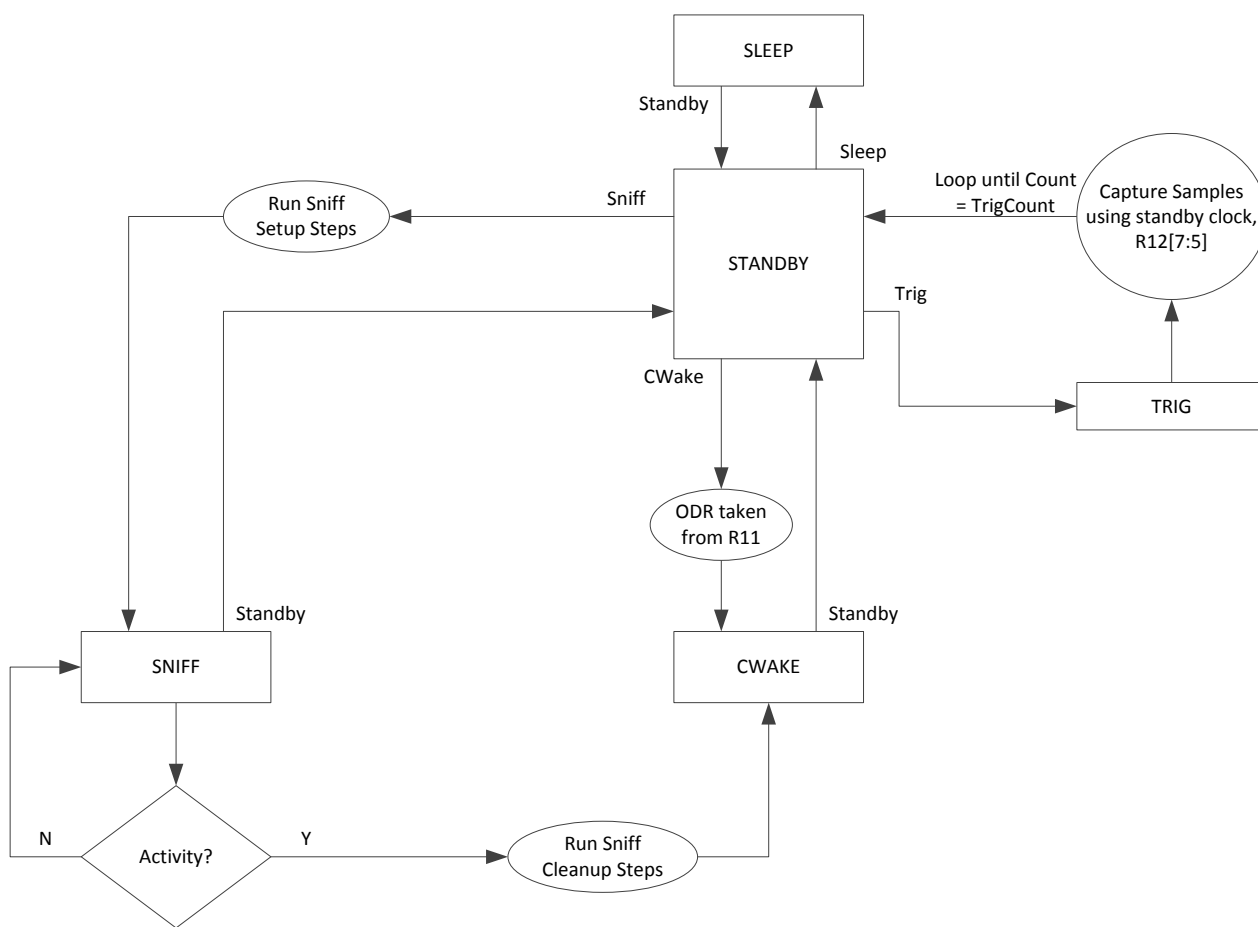 SLEEP
Standby
Sleep
Run Sniff
Setup Steps
Sniff
STANDBY
Loop until Count
= TrigCount
Capture Samples
using standby clock,
R12[7:5]
Trig
CWake
TRIG
ODR taken
from R11
Standby
Standby
SNIFF
CWAKE
N
Activity?
Y
Run Sniff
Cleanup Steps